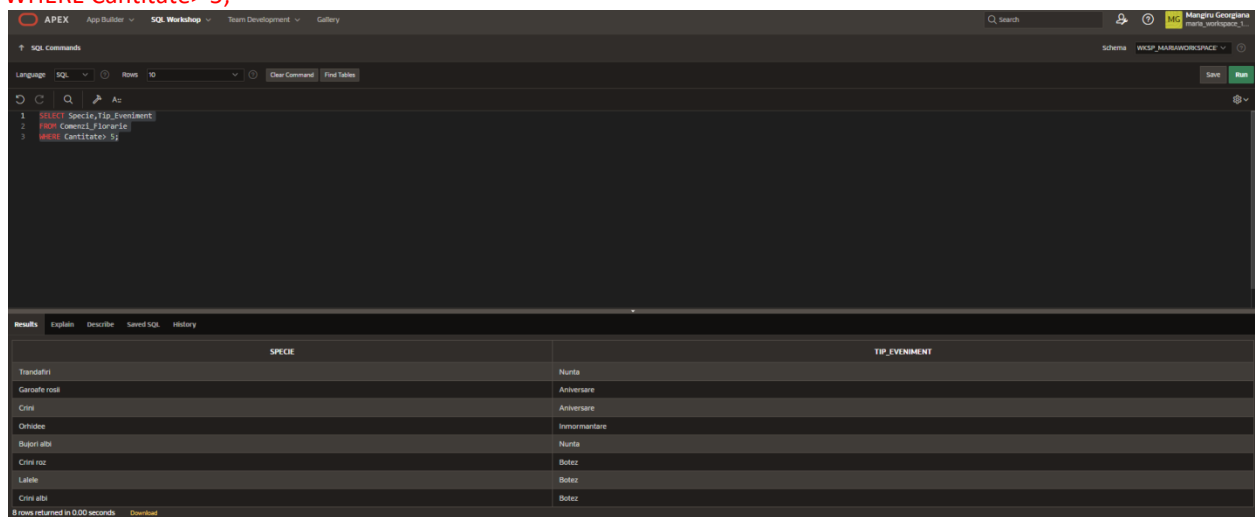 WHERE Cantitate> 5;
APEX App Builder SQL Workshop Team Development Gallery Search MG Mangiru Georgiana
maria_workspace_1...
SQL Commands Schema WKSP_MARIAWORKSPACE
Language SQL Rows 10 Clear Command Find Tables Save Run
1 SELECT Specie,Tip_Eveniment
2 FROM Comenzi_Florarie
3 WHERE Cantitate> 5;
Results Explain Describe Saved SQL History
SPECIE TIP_EVENIMENT
Trandafiri Nunta
Garoafe rosii Aniversare
Crini Aniversare
Orhidee Inmormantare
Bujori albi Nunta
Crini roz Botez
Lalele Botez
Crini albi Botez
8 rows returned in 0.00 seconds Download